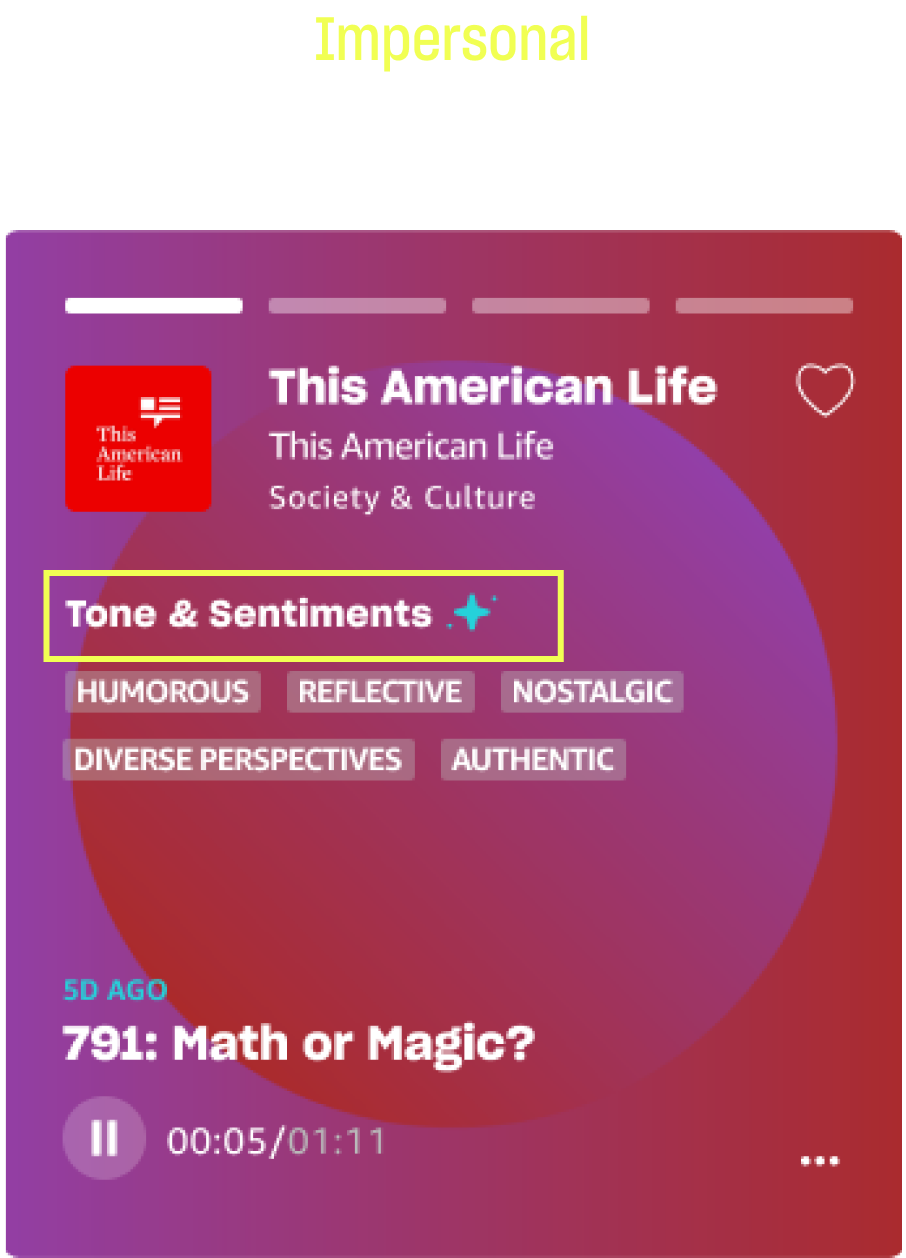 Impersonal
This American Life
This
American
Life
This American Life
Society & Culture
Tone & Sentiments
HUMOROUS REFLECTIVE NOSTALGIC
DIVERSE PERSPECTIVES AUTHENTIC
5D AGO
791: Math or Magic?
00:05/01:11